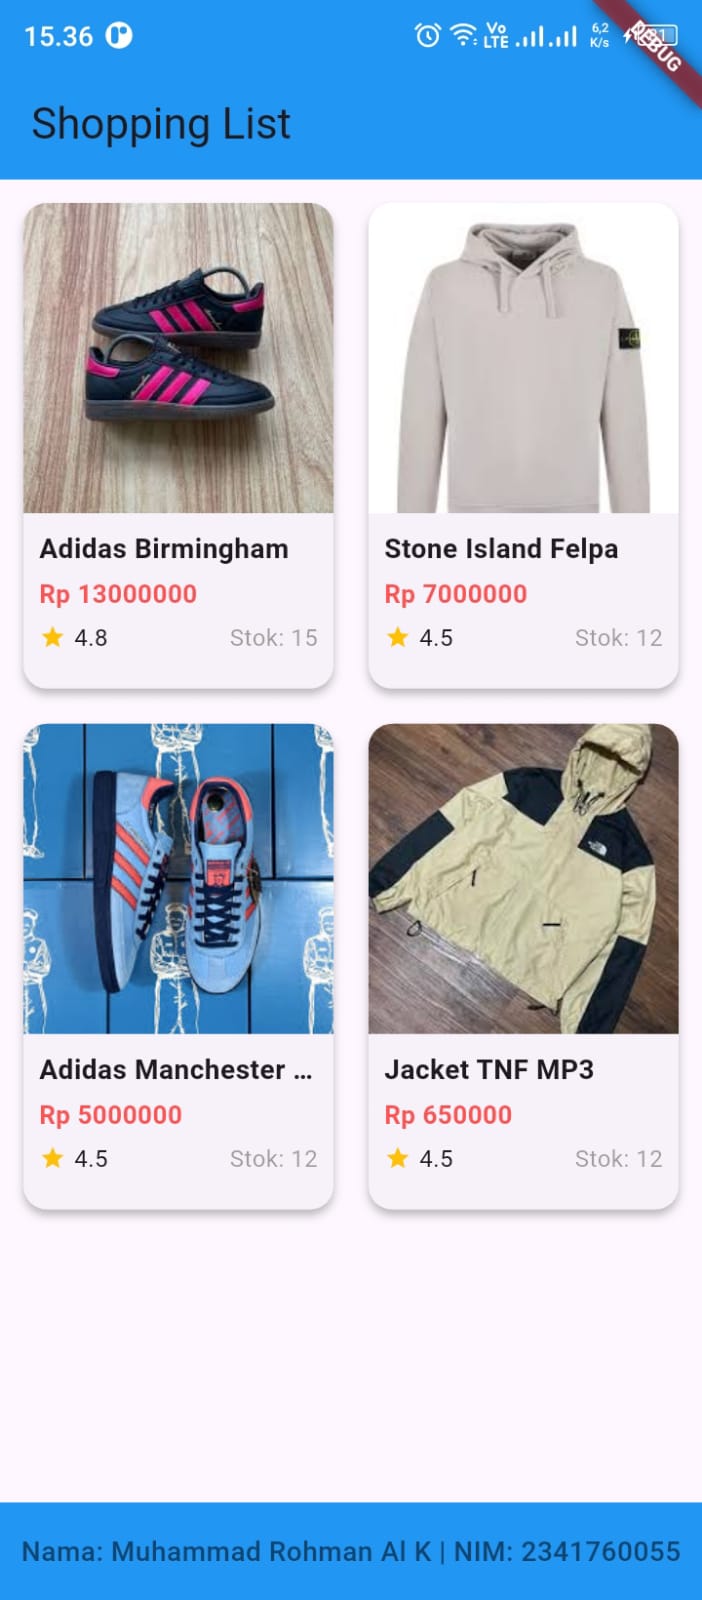 15.36
Vo
LTE
6,2
K/s
DEBUG
Shopping List
Adidas Birmingham
Rp 13000000
4.8 Stok: 15
Stone Island Felpa
Rp 7000000
4.5 Stok: 12
Adidas Manchester ...
Rp 5000000
4.5 Stok: 12
Jacket TNF MP3
Rp 650000
4.5 Stok: 12
Nama: Muhammad Rohman Al K | NIM: 2341760055